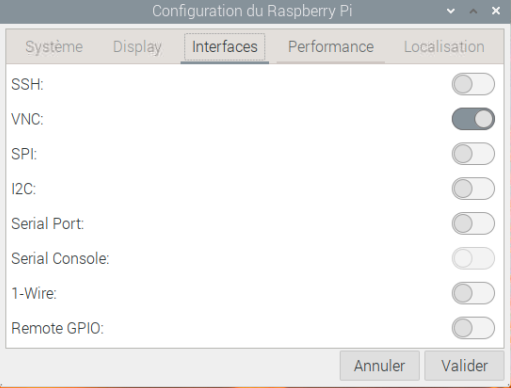 Configuration du Raspberry Pi
Système Display Interfaces Performance Localisation
SSH:
VNC:
SPI:
I2C:
Serial Port:
Serial Console:
1-Wire:
Remote GPIO:
Annuler Valider